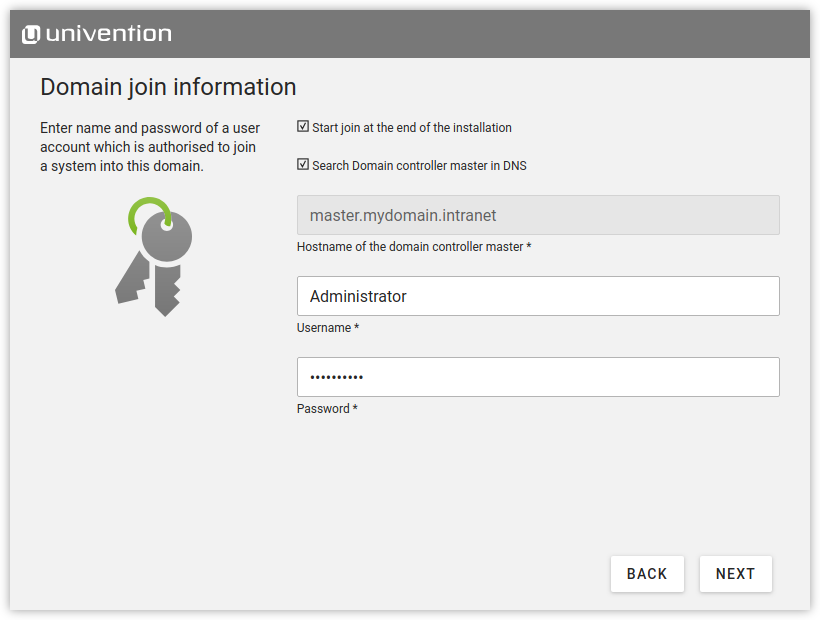 univention
Domain join information
Enter name and password of a user
account which is authorised to join
a system into this domain.
Start join at the end of the installation
Search Domain controller master in DNS
master.mydomain.intranet
Hostname of the domain controller master *
Administrator
Username *
••••••••••
Password *
BACK
NEXT